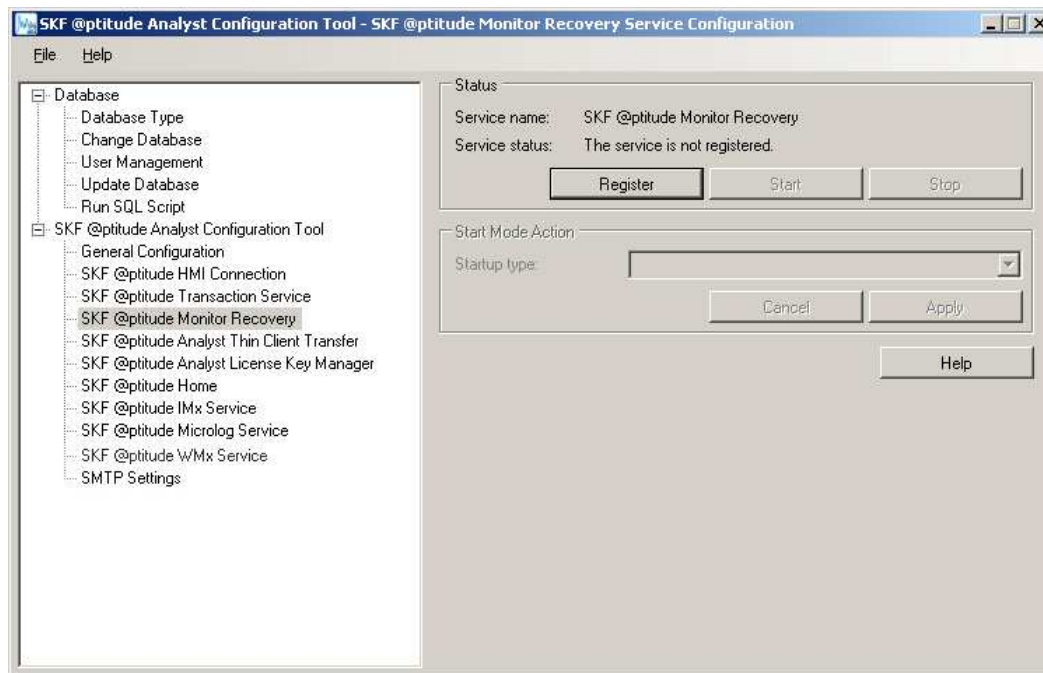 SKF @ptitude Analyst Configuration Tool - SKF @ptitude Monitor Recovery Service Configuration
File Help
Database
Database Type
Change Database
User Management
Update Database
Run SQL Script
SKF @ptitude Analyst Configuration Tool
General Configuration
SKF @ptitude HMI Connection
SKF @ptitude Transaction Service
SKF @ptitude Monitor Recovery
SKF @ptitude Analyst Thin Client Transfer
SKF @ptitude Analyst License Key Manager
SKF @ptitude Home
SKF @ptitude IMx Service
SKF @ptitude Microlog Service
SKF @ptitude WMx Service
SMTP Settings
Status
Service name: SKF @ptitude Monitor Recovery
Service status: The service is not registered.
Register Start Stop
Start Mode Action
Startup type:
Cancel Apply
Help